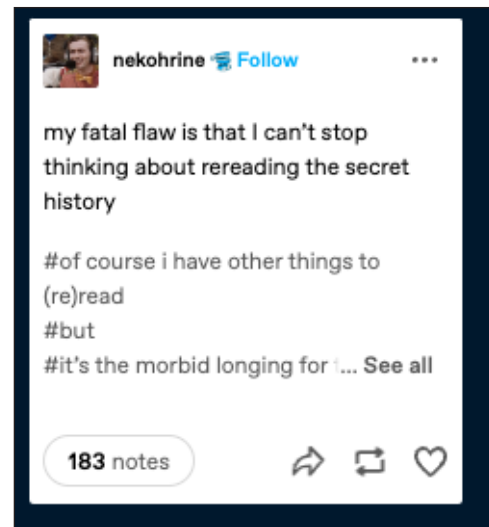 nekohrine Follow
my fatal flaw is that I can't stop
thinking about rereading the secret
history
#of course i have other things to
(re)read
#but
#it's the morbid longing for ... See all
183 notes